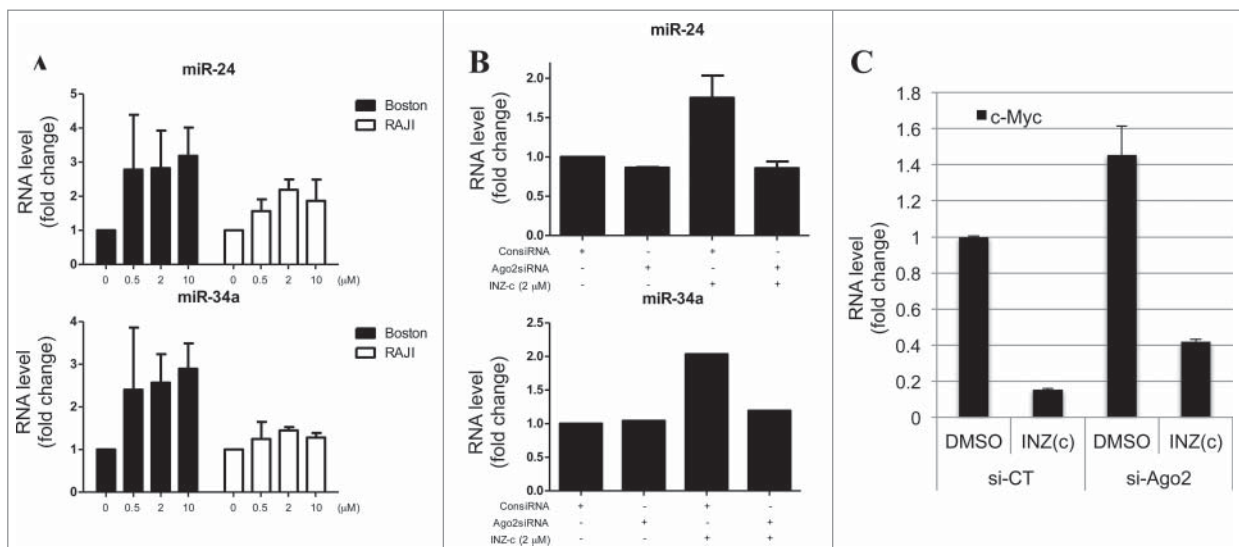 A
miR-24
RNA level
(fold change)
5
4
3
2
1
0
0 0.5 2 10 0 0.5 2 10 (μM)
Boston
RAJI
miR-34a
RNA level
(fold change)
4
3
2
1
0
0 0.5 2 10 0 0.5 2 10 (μM)
Boston
RAJI
B
miR-24
RNA level
(fold change)
2.0
1.5
1.0
0.5
0.0
ConsiRNA + - + -
Ago2siRNA - + - +
INZ-c (2 μM) - - + +
miR-34a
RNA level
(fold change)
2.5
2.0
1.5
1.0
0.5
0.0
ConsiRNA + - + -
Ago2siRNA - + - +
INZ-c (2 μM) - - + +
C
c-Myc
RNA level
(fold change)
1.8
1.6
1.4
1.2
1
0.8
0.6
0.4
0.2
0
DMSO INZ(c) DMSO INZ(c)
si-CT si-Ago2